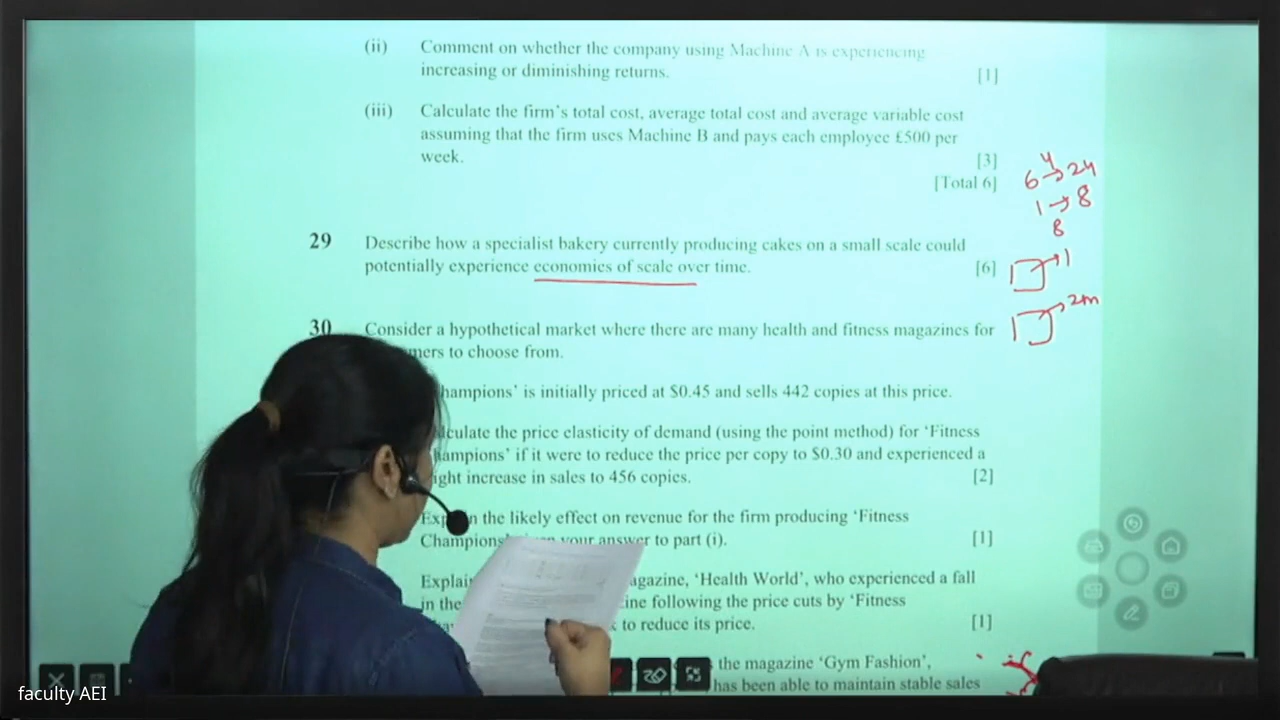 (ii) Comment on whether the company using Machine A is experiencing
increasing or diminishing returns. [1]
(iii) Calculate the firm's total cost, average total cost and average variable cost
assuming that the firm uses Machine B and pays each employee £500 per
week. [3]
[Total 6]
4
6 → 24
1 → 8
8
29 Describe how a specialist bakery currently producing cakes on a small scale could
potentially experience economies of scale over time. [6]
1
2m
30 Consider a hypothetical market where there are many health and fitness magazines for
to choose from.
is initially priced at $0.45 and sells 442 copies at this price.
the price elasticity of demand (using the point method) for 'Fitness
if it were to reduce the price per copy to $0.30 and experienced a
increase in sales to 456 copies. [2]
the likely effect on revenue for the firm producing 'Fitness
your answer to part (i). [1]
'Health World', who experienced a fall
in the following the price cuts by 'Fitness
to reduce its price. [1]
the magazine 'Gym Fashion',
has been able to maintain stable sales
faculty AEI